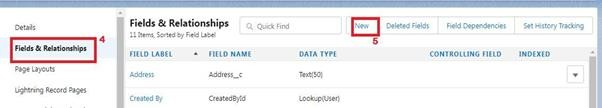 Details
4
Fields & Relationships
Page Layouts
Lightning Record Pages
Fields & Relationships
11 Items, Sorted by Field Label
Quick Find
New
Deleted Fields
Field Dependencies
Set History Tracking
5
FIELD LABEL FIELD NAME DATA TYPE CONTROLLING FIELD INDEXED
Address Address__c Text(50)
Created By CreatedById Lookup(User)